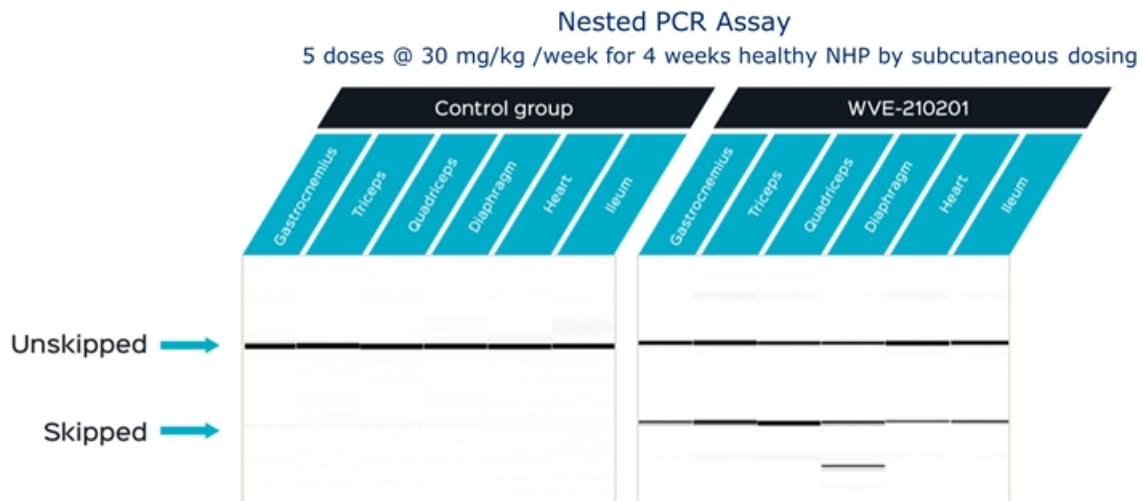 Nested PCR Assay
5 doses @ 30 mg/kg /week for 4 weeks healthy NHP by subcutaneous dosing
Control group
WVE-210201
Gastrocnemius
Triceps
Quadriceps
Diaphragm
Heart
Ileum
Gastrocnemius
Triceps
Quadriceps
Diaphragm
Heart
Ileum
Unskipped
Skipped